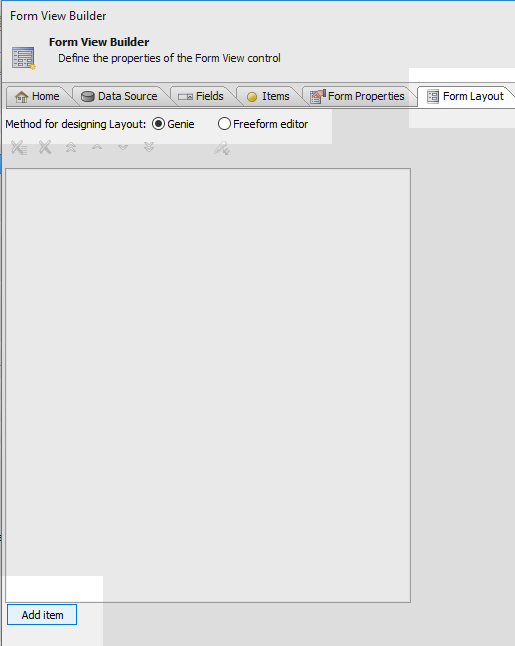 Form View Builder
Form View Builder
Define the properties of the Form View control
Home Data Source Fields Items Form Properties Form Layout
Method for designing Layout: Genie Freeform editor
Add item